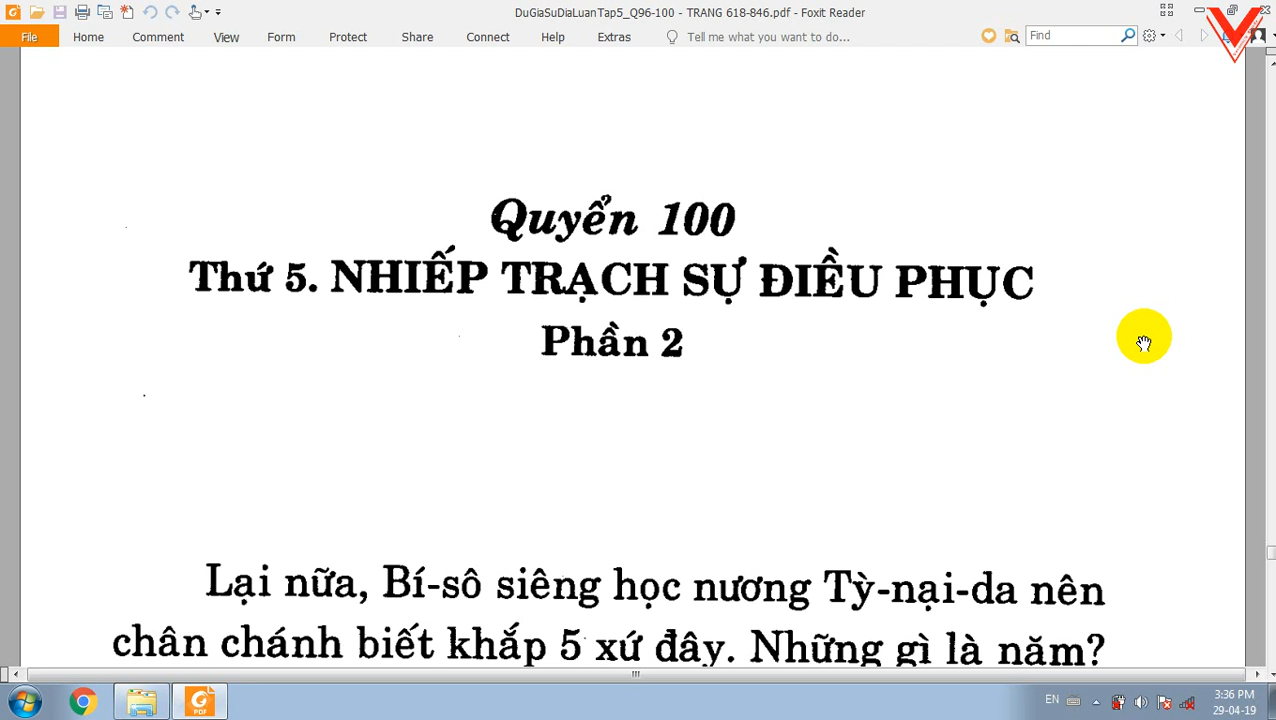 DuGiaSuDiaLuanTap5_Q96-100 - TRANG 618-846.pdf - Foxit Reader
File Home Comment View Form Protect Share Connect Help Extras Tell me what you want to do... Find
Quyển 100
Thứ 5. NHIẾP TRẠCH SỰ ĐIỀU PHỤC
Phần 2
Lại nữa, Bí-sô siêng học nương Tỳ-nại-da nên
chân chánh biết khắp 5 xứ đây. Những gì là năm?
PDF
EN 3:36 PM
29-04-19